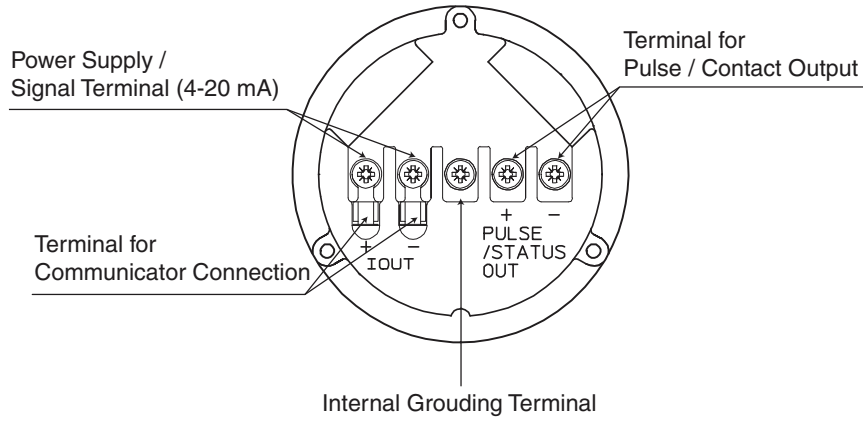 Power Supply /
Signal Terminal (4-20 mA)
Terminal for
Pulse / Contact Output
Terminal for
Communicator Connection
+ -
IOUT
+ -
PULSE
/STATUS
OUT
Internal Grouding Terminal